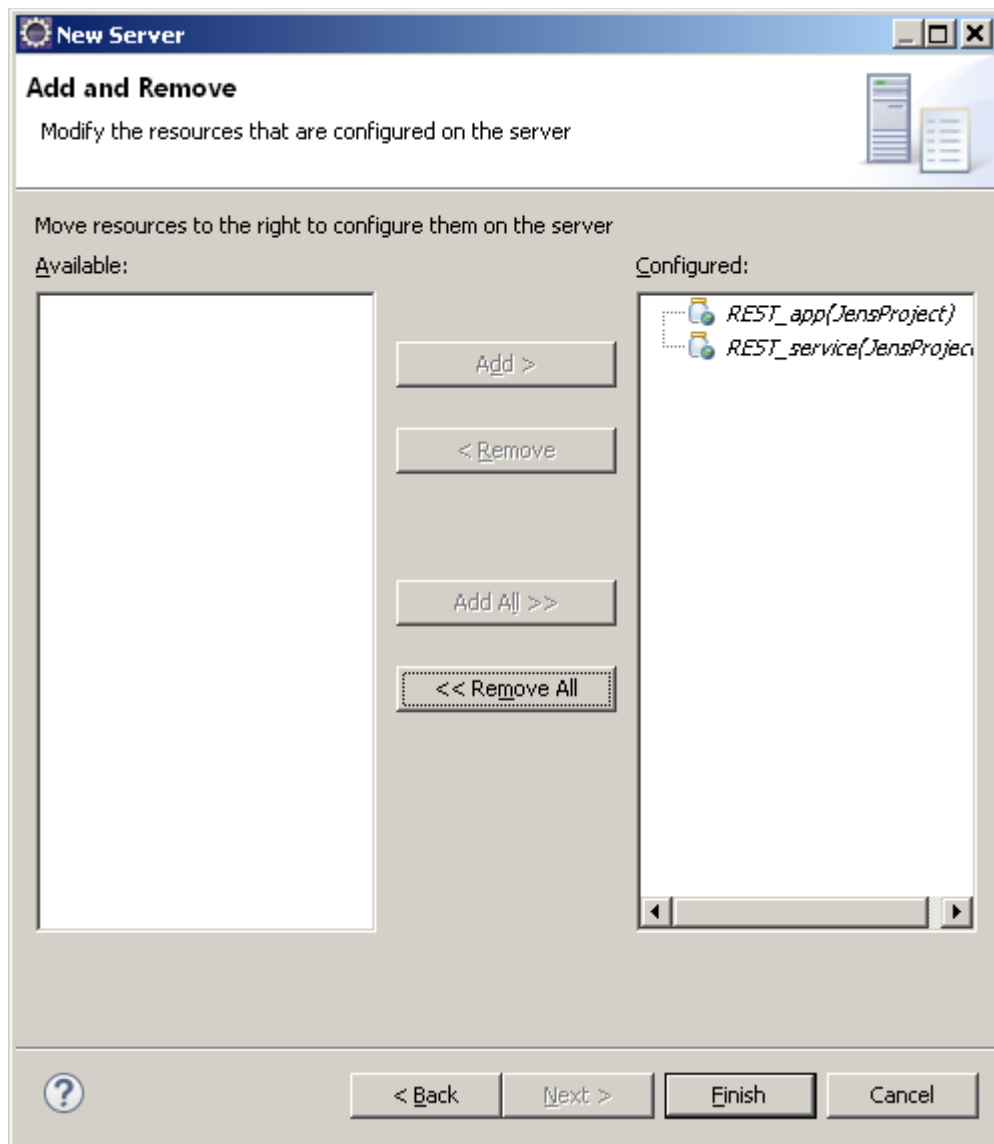 New Server
Add and Remove
Modify the resources that are configured on the server
Move resources to the right to configure them on the server
Available:
Configured:
REST_app(JensProject)
REST_service(JensProject
Add >
< Remove
Add All >>
<< Remove All
< Back
Next >
Finish
Cancel